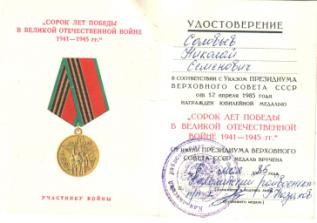 „СОРОК ЛЕТ ПОБЕДЫ
В ВЕЛИКОЙ ОТЕЧЕСТВЕННОЙ ВОЙНЕ
1941—1945 гг."
УЧАСТНИКУ ВОЙНЫ
УДОСТОВЕРЕНИЕ
Соловьев
Николай
Семенович
В СООТВЕТСТВИИ С УКАЗОМ ПРЕЗИДИУМА
ВЕРХОВНОГО СОВЕТА СССР
от 12 апреля 1985 года
НАГРАЖДЕН ЮБИЛЕЙНОЙ МЕДАЛЬЮ
„СОРОК ЛЕТ ПОБЕДЫ
В ВЕЛИКОЙ ОТЕЧЕСТВЕННОЙ
ВОЙНЕ 1941—1945 гг."
ОТ ИМЕНИ ПРЕЗИДИУМА ВЕРХОВНОГО
СОВЕТА СССР МЕДАЛЬ ВРУЧЕНА
мая